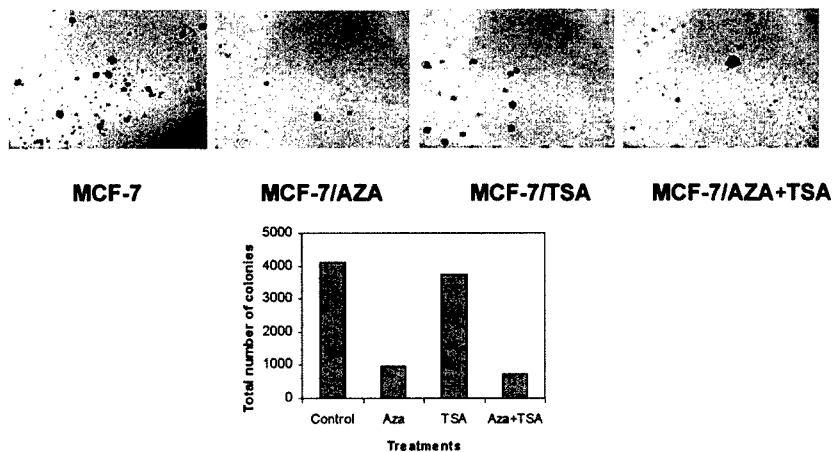 MCF-7 MCF-7/AZA MCF-7/TSA MCF-7/AZA+TSA
Total number of colonies
5000
4000
3000
2000
1000
0
Control Aza TSA Aza+TSA
Treatments